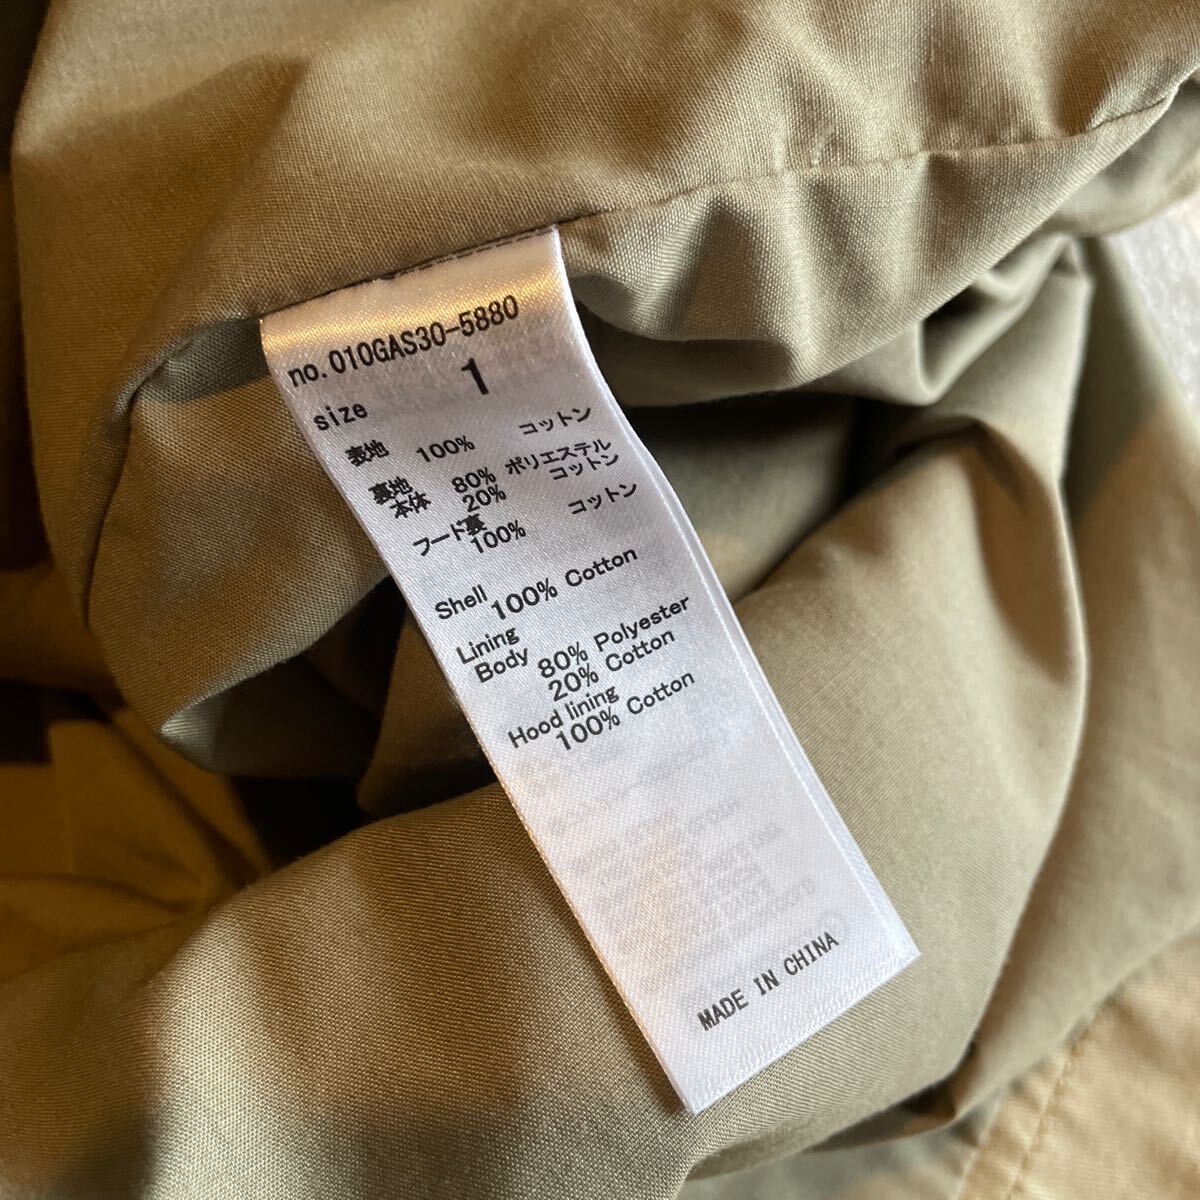 no.010GAS30-5880
size 1
表地 100% コットン
裏地
本体 80% ポリエステル
20% コットン
フード裏
100% コットン
Shell
100% Cotton
Lining
Body
80% Polyester
20% Cotton
Hood lining
100% Cotton
MADE IN CHINA